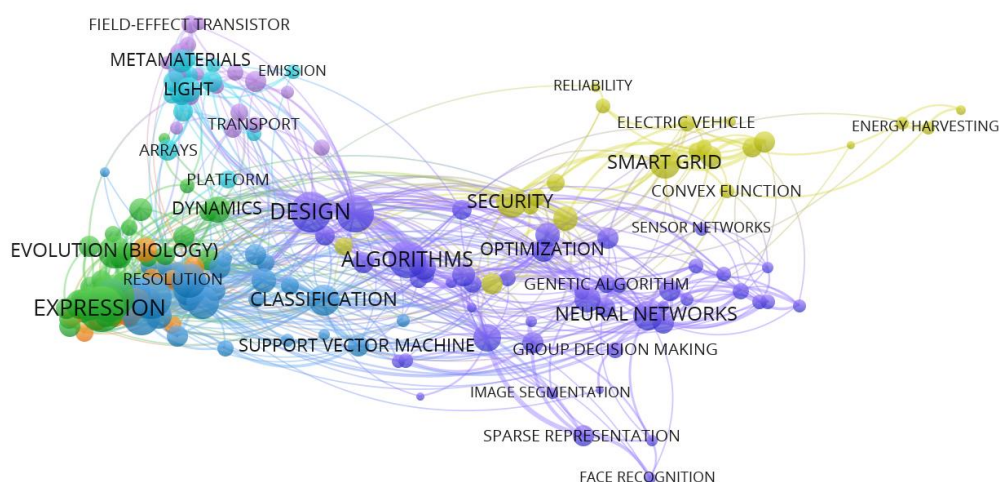 FIELD-EFFECT TRANSISTOR
METAMATERIALS
EMISSION
LIGHT
RELIABILITY
TRANSPORT
ELECTRIC VEHICLE
ENERGY HARVESTING
ARRAYS
SMART GRID
PLATFORM
CONVEX FUNCTION
DYNAMICS
DESIGN
SECURITY
SENSOR NETWORKS
EVOLUTION (BIOLOGY)
ALGORITHMS
OPTIMIZATION
RESOLUTION
GENETIC ALGORITHM
EXPRESSION
CLASSIFICATION
NEURAL NETWORKS
SUPPORT VECTOR MACHINE
GROUP DECISION MAKING
IMAGE SEGMENTATION
SPARSE REPRESENTATION
FACE RECOGNITION